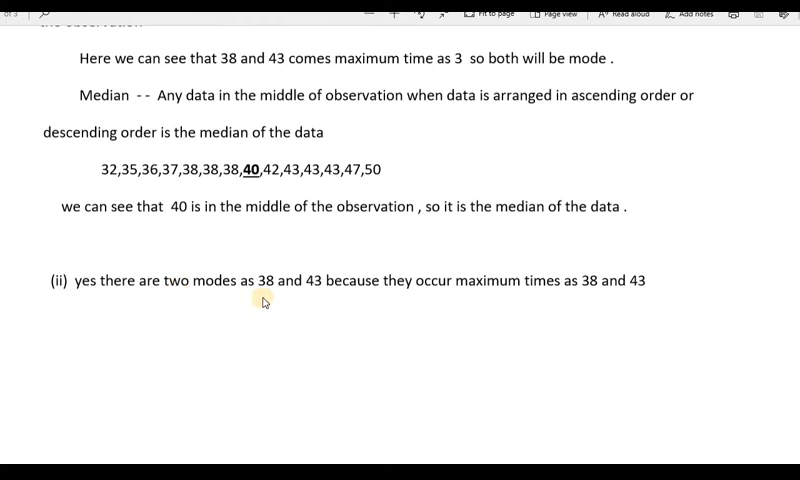 of 3 Fit to page Page view Read aloud Add notes
Here we can see that 38 and 43 comes maximum time as 3 so both will be mode .
Median - - Any data in the middle of observation when data is arranged in ascending order or
descending order is the median of the data
32,35,36,37,38,38,38,40,42,43,43,43,47,50
we can see that 40 is in the middle of the observation , so it is the median of the data .
(ii) yes there are two modes as 38 and 43 because they occur maximum times as 38 and 43